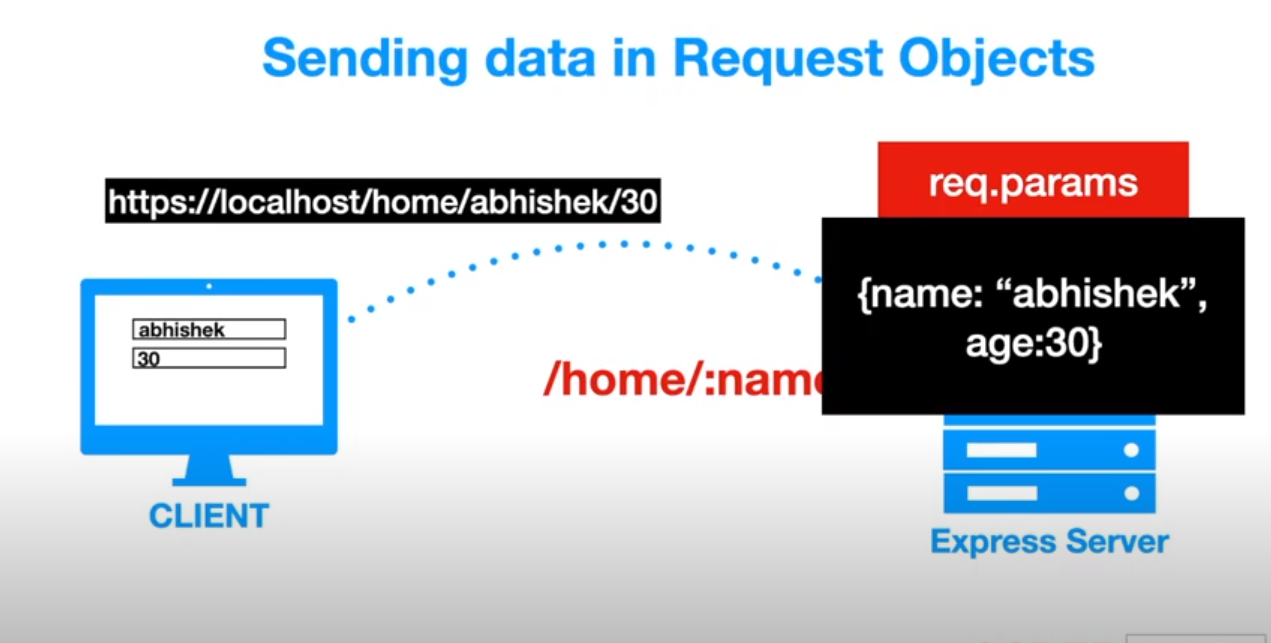 Sending data in Request Objects
https://localhost/home/abhishek/30
req.params
{name: “abhishek”,
age:30}
abhishek
30
/home/:name
CLIENT
Express Server